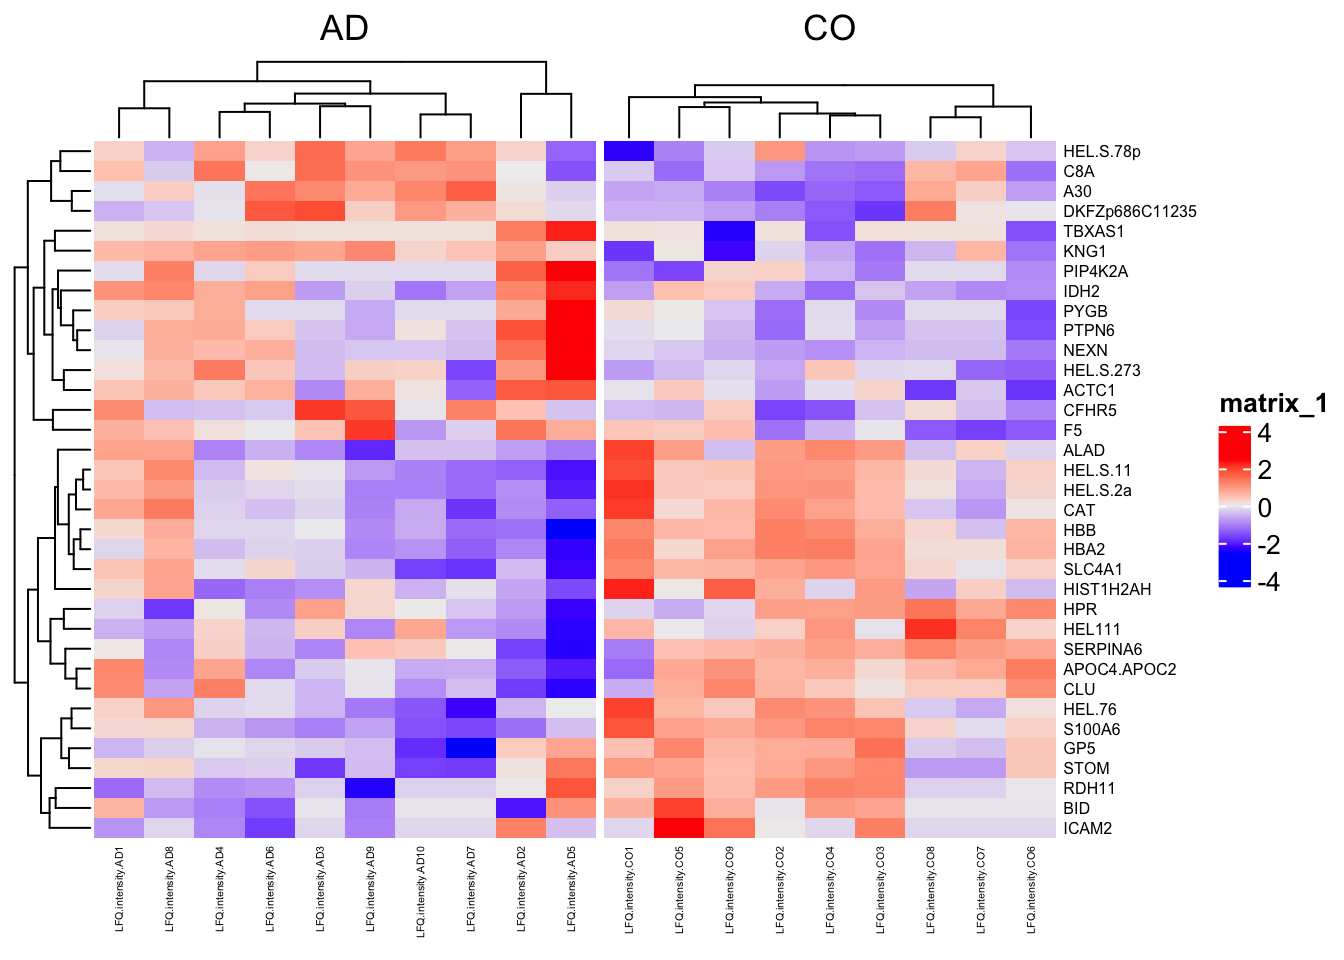 AD
CO
HEL.S.78p
C8A
A30
DKFZp686C11235
TBXAS1
KNG1
PIP4K2A
IDH2
PYGB
PTPN6
NEXN
HEL.S.273
ACTC1
CFHR5
F5
ALAD
HEL.S.11
HEL.S.2a
CAT
HBB
HBA2
SLC4A1
HIST1H2AH
HPR
HEL111
SERPINA6
APOC4.APOC2
CLU
HEL.76
S100A6
GP5
STOM
RDH11
BID
ICAM2
matrix_1
4
2
0
-2
-4
LFQ.intensity.AD1
LFQ.intensity.AD8
LFQ.intensity.AD4
LFQ.intensity.AD6
LFQ.intensity.AD3
LFQ.intensity.AD9
LFQ.intensity.AD10
LFQ.intensity.AD7
LFQ.intensity.AD2
LFQ.intensity.AD5
LFQ.intensity.CO1
LFQ.intensity.CO5
LFQ.intensity.CO9
LFQ.intensity.CO2
LFQ.intensity.CO4
LFQ.intensity.CO3
LFQ.intensity.CO8
LFQ.intensity.CO7
LFQ.intensity.CO6